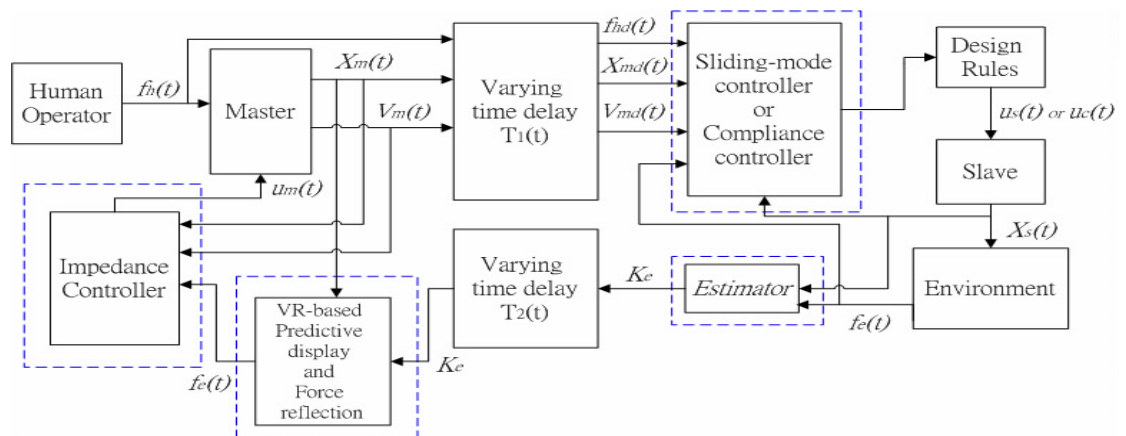 fhd(t)
Xm(t)
Xmd(t)
Vm(t)
Vmd(t)
Human
Operator
fh(t)
Master
Varying
time delay
T1(t)
Sliding-mode
controller
or
Compliance
controller
Design
Rules
us(t) or uc(t)
Slave
um(t)
Xs(t)
Impedance
Controller
Varying
time delay
T2(t)
Ke
Estimator
Environment
fe(t)
VR-based
Predictive
display
and
Force
reflection
Ke
fe(t)